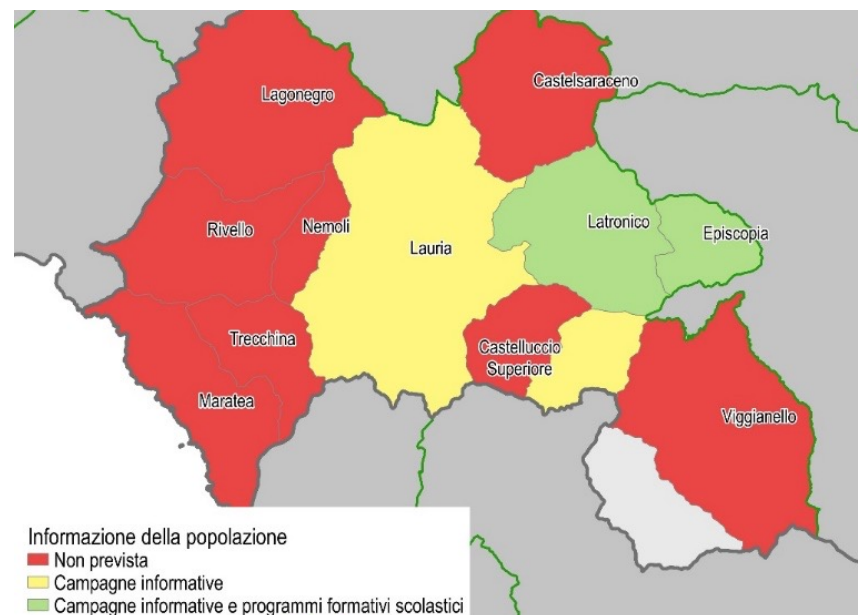 Lagonegro
Castelsaraceno
Rivello
Nemoli
Lauria
Latronico
Episcopia
Trecchina
Castelluccio
Superiore
Maratea
Viggianello
Informazione della popolazione
Non prevista
Campagne informative
Campagne informative e programmi formativi scolastici